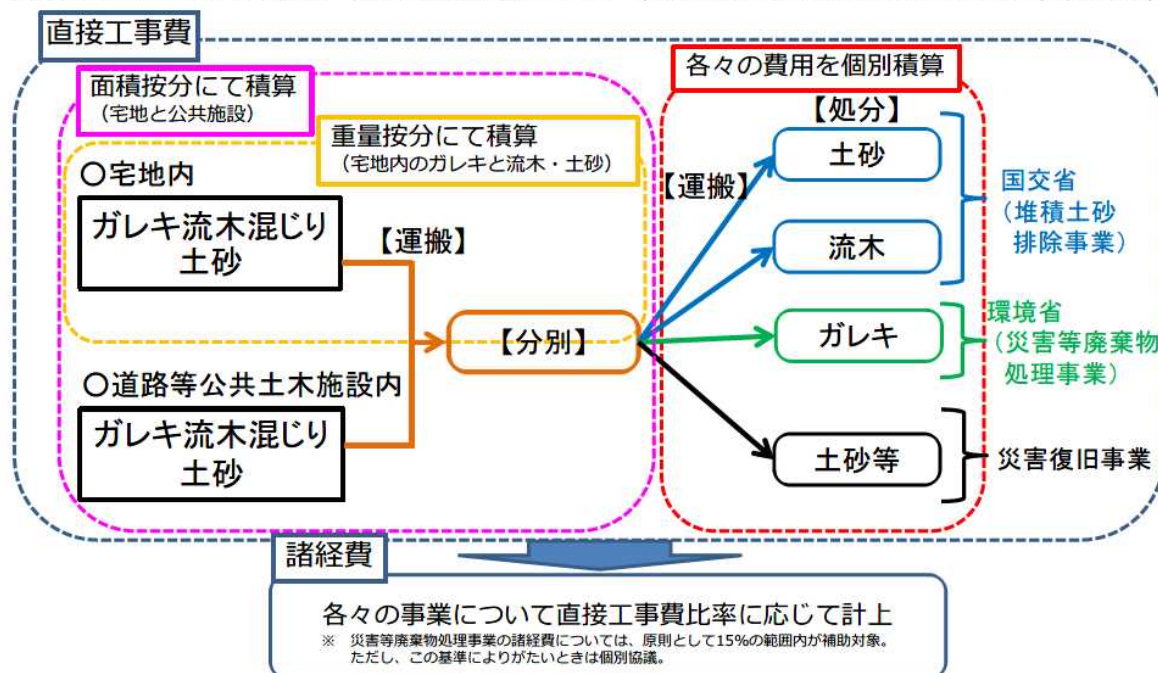 直接工事費
面積按分にて積算
（宅地と公共施設）
重量按分にて積算
（宅地内のガレキと流木・土砂）
〇宅地内
ガレキ流木混じり
土砂
【運搬】
【分別】
〇道路等公共土木施設内
ガレキ流木混じり
土砂
各々の費用を個別積算
【処分】
【運搬】
土砂
流木
ガレキ
土砂等
国交省
（堆積土砂
排除事業）
環境省
（災害等廃棄物
処理事業）
災害復旧事業
諸経費
各々の事業について直接工事費比率に応じて計上
※ 災害等廃棄物処理事業の諸経費については、原則として15%の範囲内が補助対象。
ただし、この基準によりがたいときは個別協議。